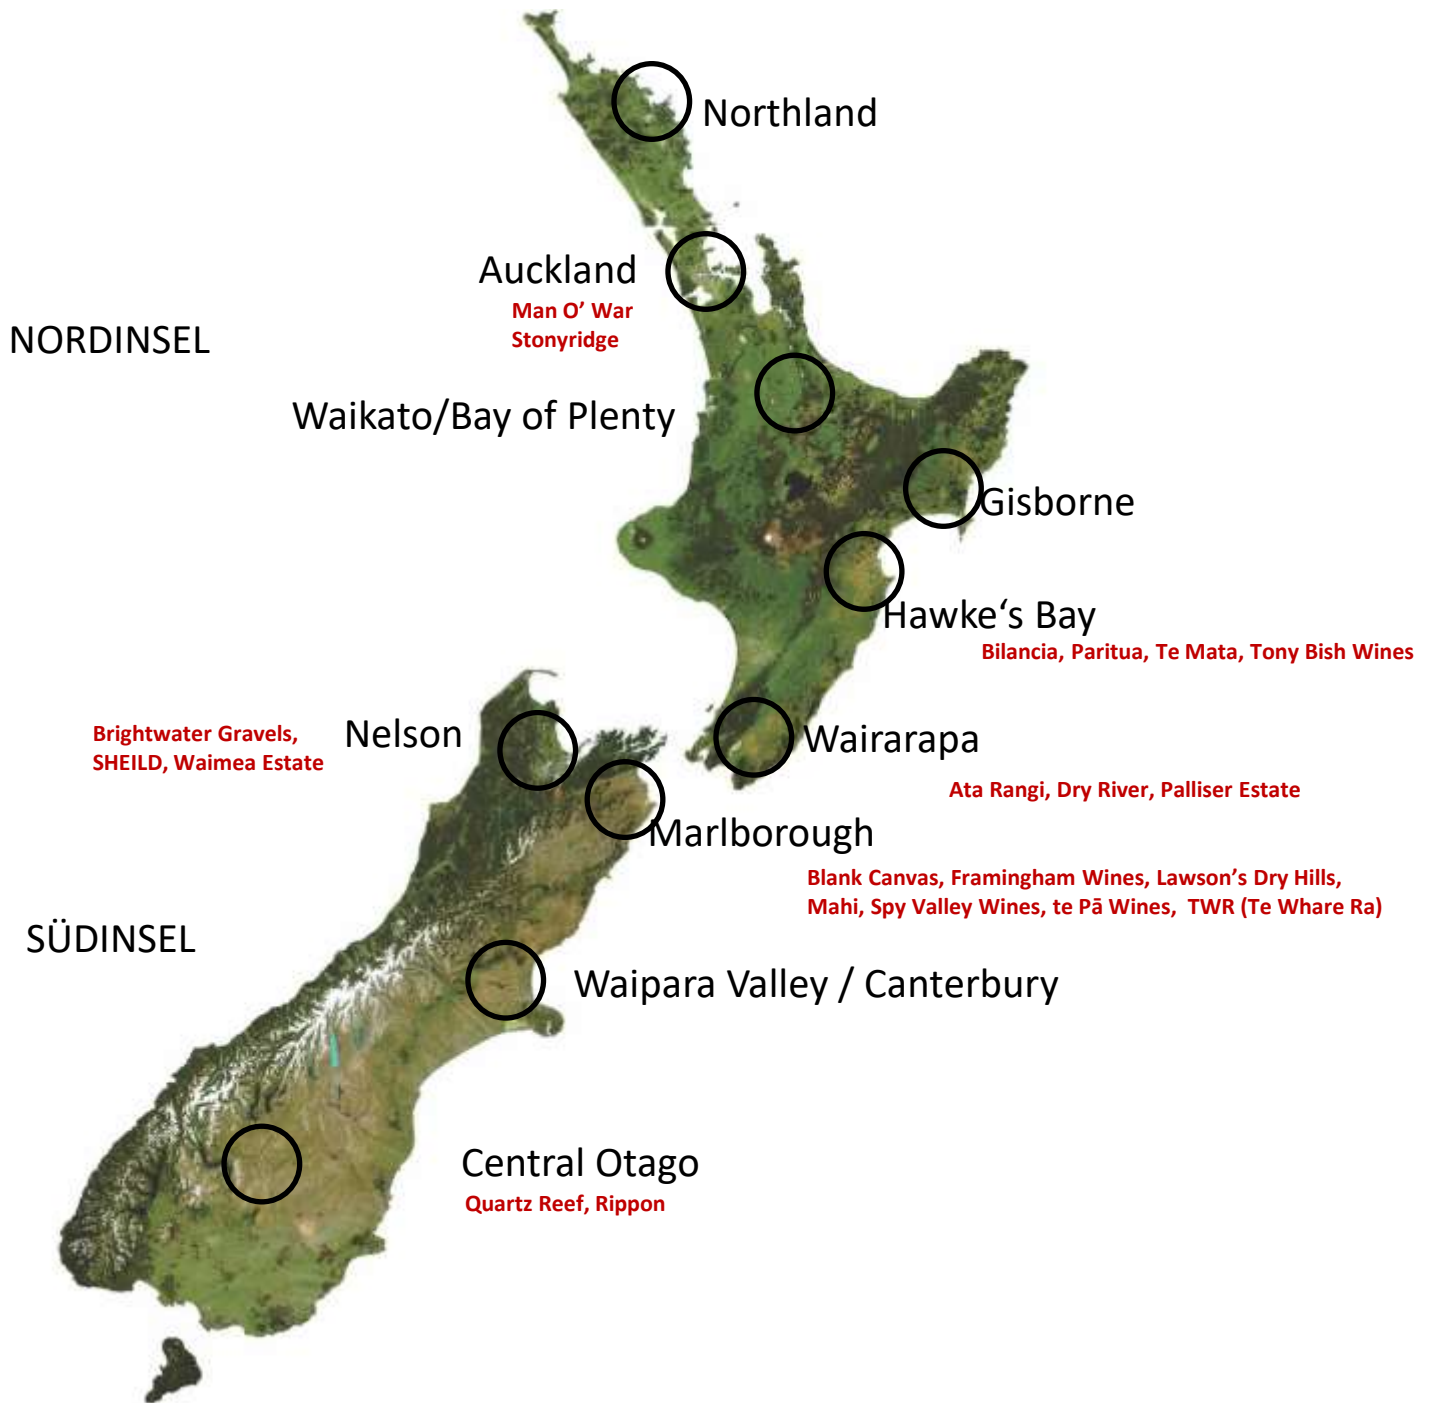 Northland
Auckland
Man O’ War
Stonyridge
NORDINSEL
Waikato/Bay of Plenty
Gisborne
Hawke‘s Bay
Bilancia, Paritua, Te Mata, Tony Bish Wines
Nelson
Brightwater Gravels,
SHEILD, Waimea Estate
Wairarapa
Ata Rangi, Dry River, Palliser Estate
Marlborough
Blank Canvas, Framingham Wines, Lawson’s Dry Hills,
Mahi, Spy Valley Wines, te Pā Wines, TWR (Te Whare Ra)
SÜDINSEL
Waipara Valley / Canterbury
Central Otago
Quartz Reef, Rippon